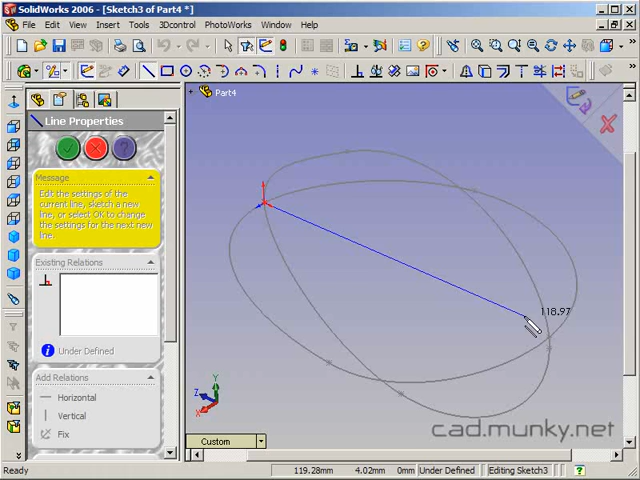 SolidWorks 2006 - [Sketch3 of Part4 *]
File Edit View Insert Tools 3Dcontrol PhotoWorks Window Help
Part4
Line Properties
Message
Edit the settings of the
current line, sketch a new
line, or select OK to change
the settings for the next new
line.
Existing Relations
Under Defined
Add Relations
Horizontal
Vertical
Fix
118.97
Y
Z
X
cad.munky.net
Custom
Ready 119.28mm 4.02mm 0mm Under Defined Editing Sketch3